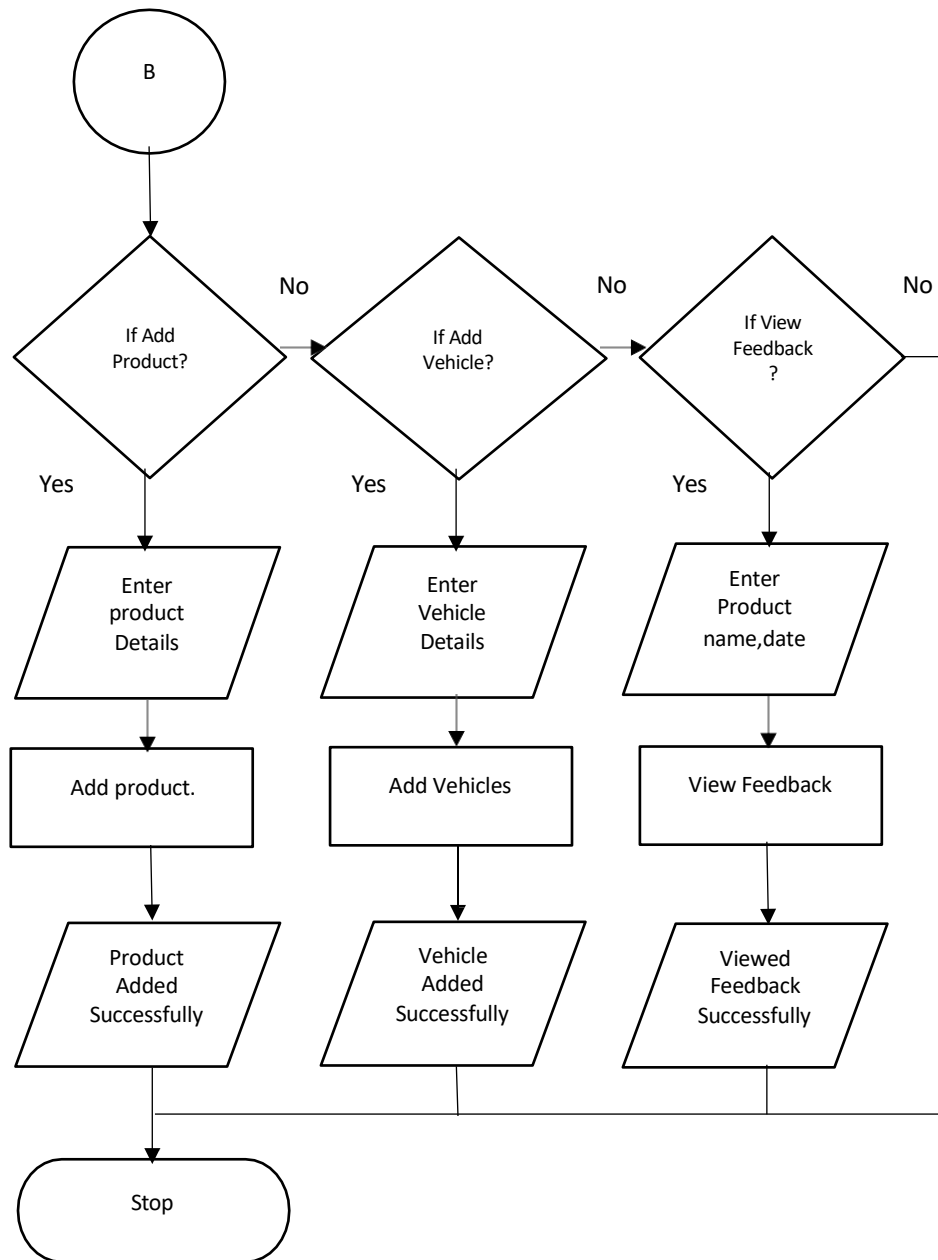 B
No
No
No
If Add
Product?
If Add
Vehicle?
If View
Feedback
?
Yes
Yes
Yes
Enter
product
Details
Enter
Vehicle
Details
Enter
Product
name,date
Add product.
Add Vehicles
View Feedback
Product
Added
Successfully
Vehicle
Added
Successfully
Viewed
Feedback
Successfully
Stop